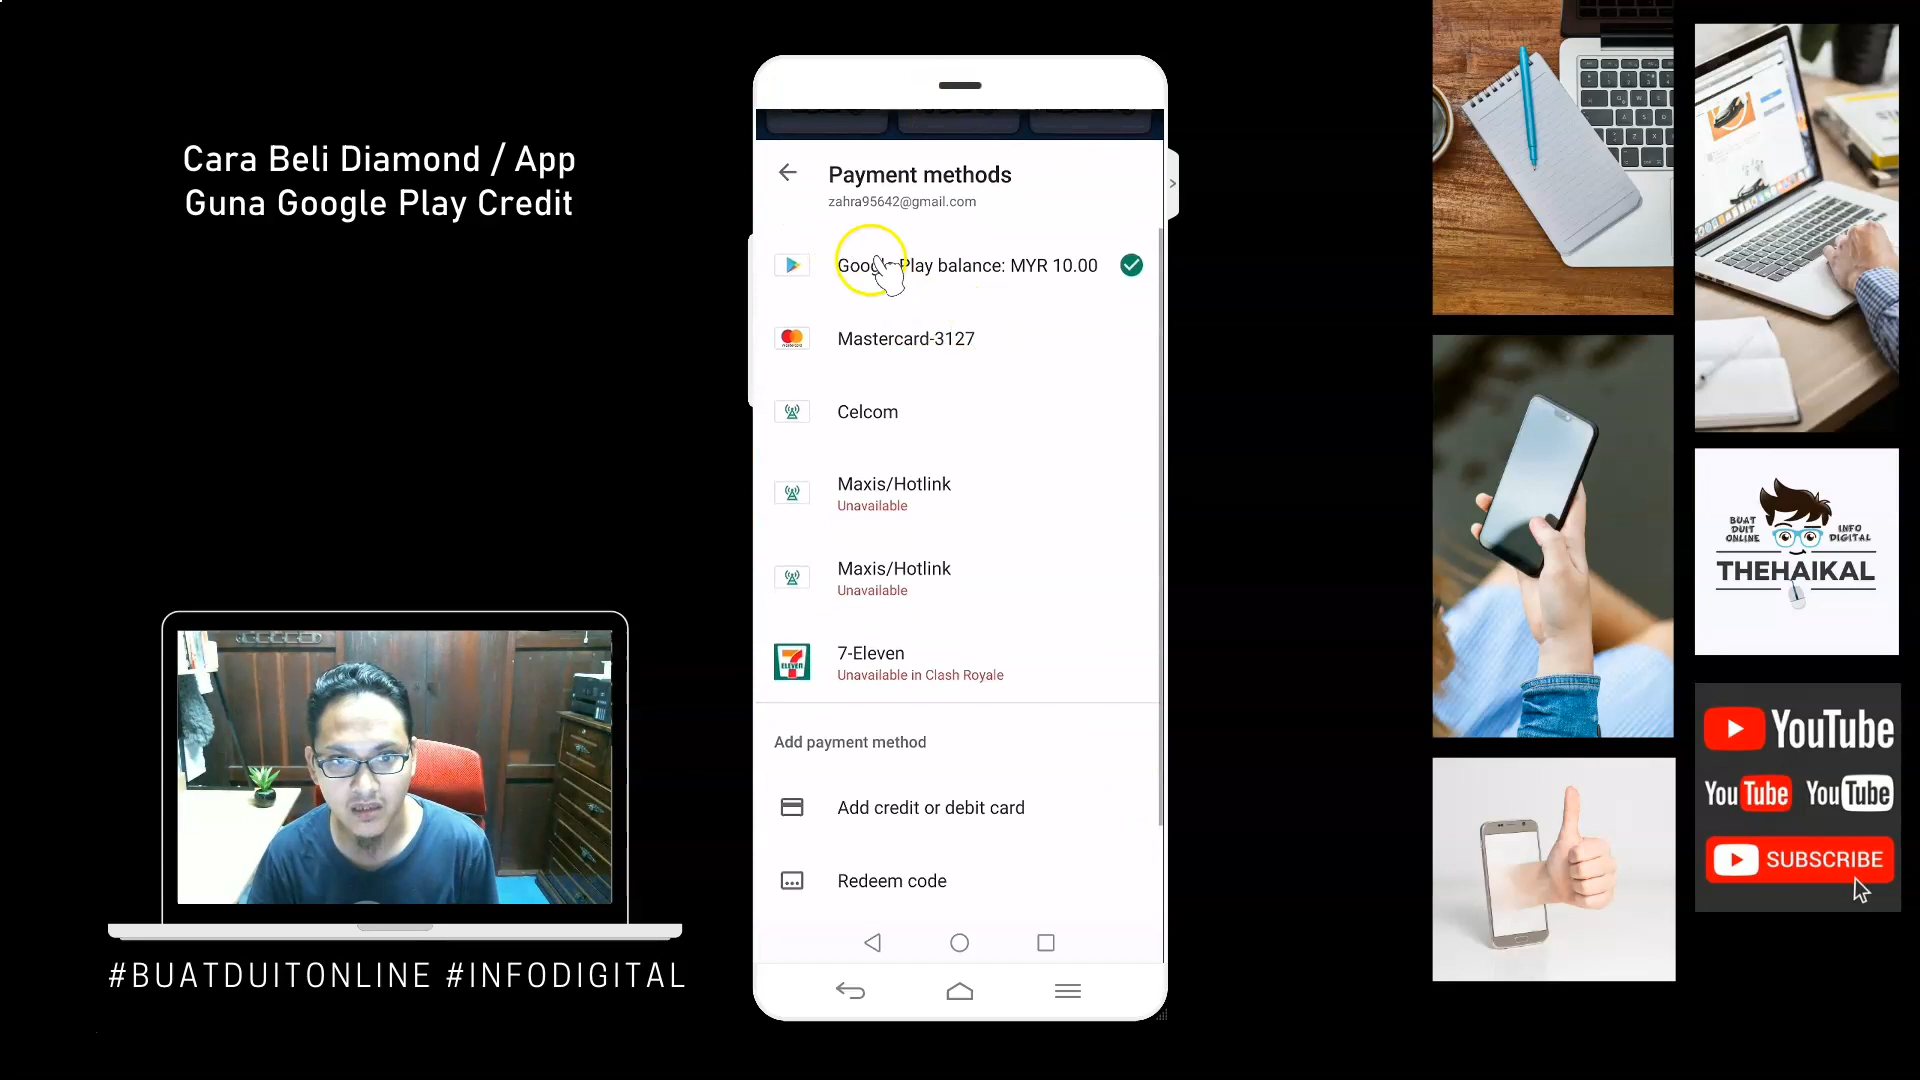 Cara Beli Diamond / App
Guna Google Play Credit
Payment methods
zahra95642@gmail.com
Google Play balance: MYR 10.00
Mastercard-3127
Celcom
Maxis/Hotlink
Unavailable
Maxis/Hotlink
Unavailable
7-Eleven
Unavailable in Clash Royale
Add payment method
Add credit or debit card
Redeem code
#BUATDUITONLINE #INFODIGITAL
BUAT
DUIT
ONLINE
INFO
DIGITAL
THEHAIKAL
YouTube
YouTube YouTube
SUBSCRIBE